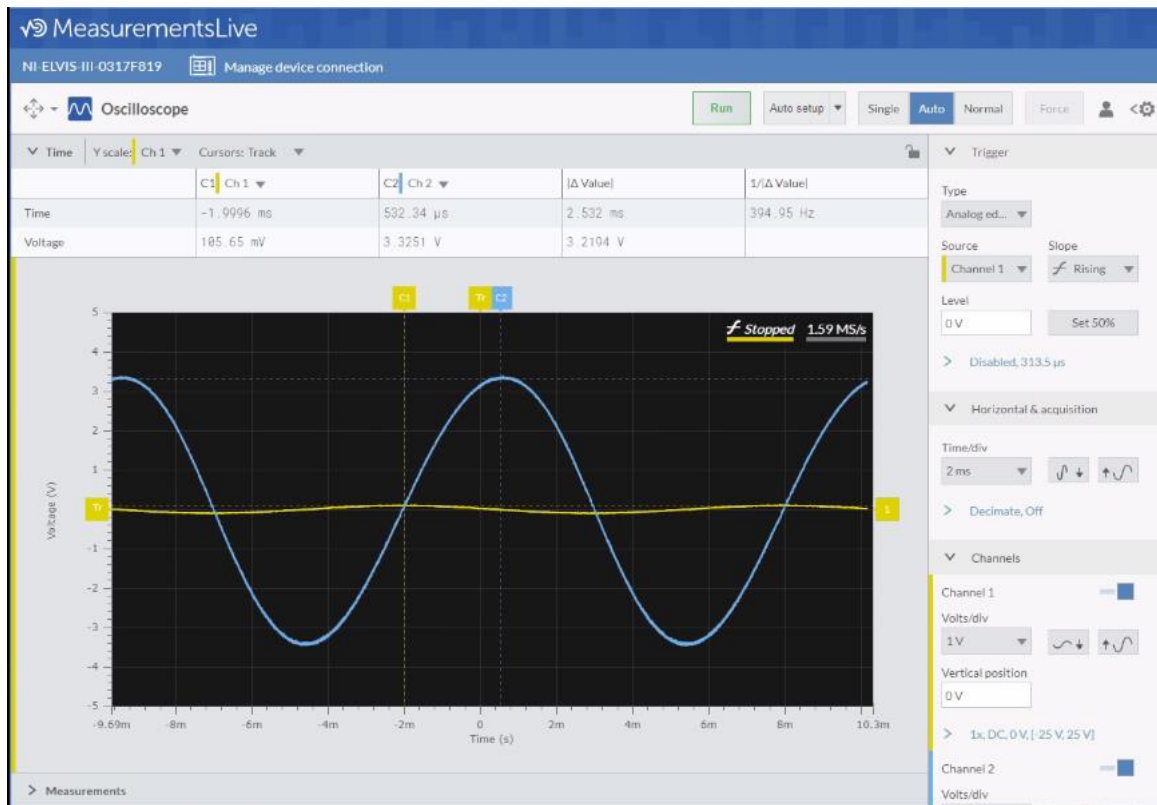 MeasurementsLive
NI-ELVIS-III-0317F819 Manage device connection
Oscilloscope Run Auto setup Single Auto Normal Force
Time Y scale: Ch 1 Cursors: Track
C1 Ch 1 C2 Ch 2 |Δ Value| 1/|Δ Value|
Time -1.9996 ms 532.34 µs 2.532 ms 394.95 Hz
Voltage 105.65 mV 3.3251 V 3.2194 V
C1 Tr C2
Stopped 1.59 MS/s
5
4
3
2
1
Tr 1
-1
-2
-3
-4
-5
Voltage (V)
-9.69m -8m -6m -4m -2m 0 2m 4m 6m 8m 10.3m
Time (s)
Measurements
Trigger
Type
Analog ed...
Source Slope
Channel 1 Rising
Level
0 V Set 50%
Disabled, 313.5 µs
Horizontal & acquisition
Time/div
2 ms
Decimate, Off
Channels
Channel 1
Volts/div
1 V
Vertical position
0 V
1x, DC, 0 V, [-25 V, 25 V]
Channel 2
Volts/div